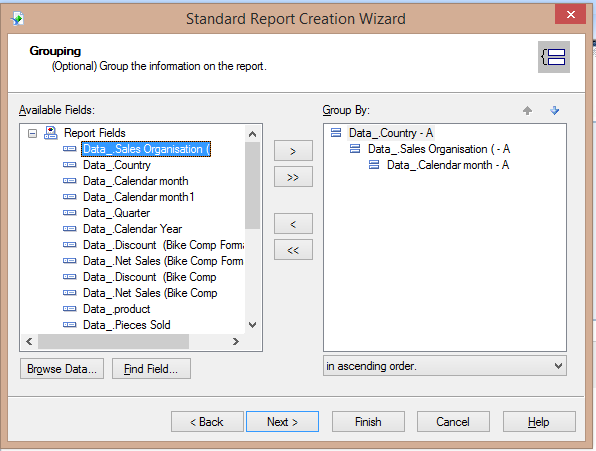 Standard Report Creation Wizard
Grouping
(Optional) Group the information on the report.
Available Fields:
Report Fields
Data_.Sales Organisation (
Data_.Country
Data_.Calendar month
Data_.Calendar month1
Data_.Quarter
Data_.Calendar Year
Data_.Discount (Bike Comp Forma
Data_.Net Sales (Bike Comp Form
Data_.Discount (Bike Comp
Data_.Net Sales (Bike Comp
Data_.product
Data_.Pieces Sold
>
>>
<
<<
Group By:
Data_.Country - A
Data_.Sales Organisation ( - A
Data_.Calendar month - A
in ascending order.
Browse Data...
Find Field...
< Back
Next >
Finish
Cancel
Help